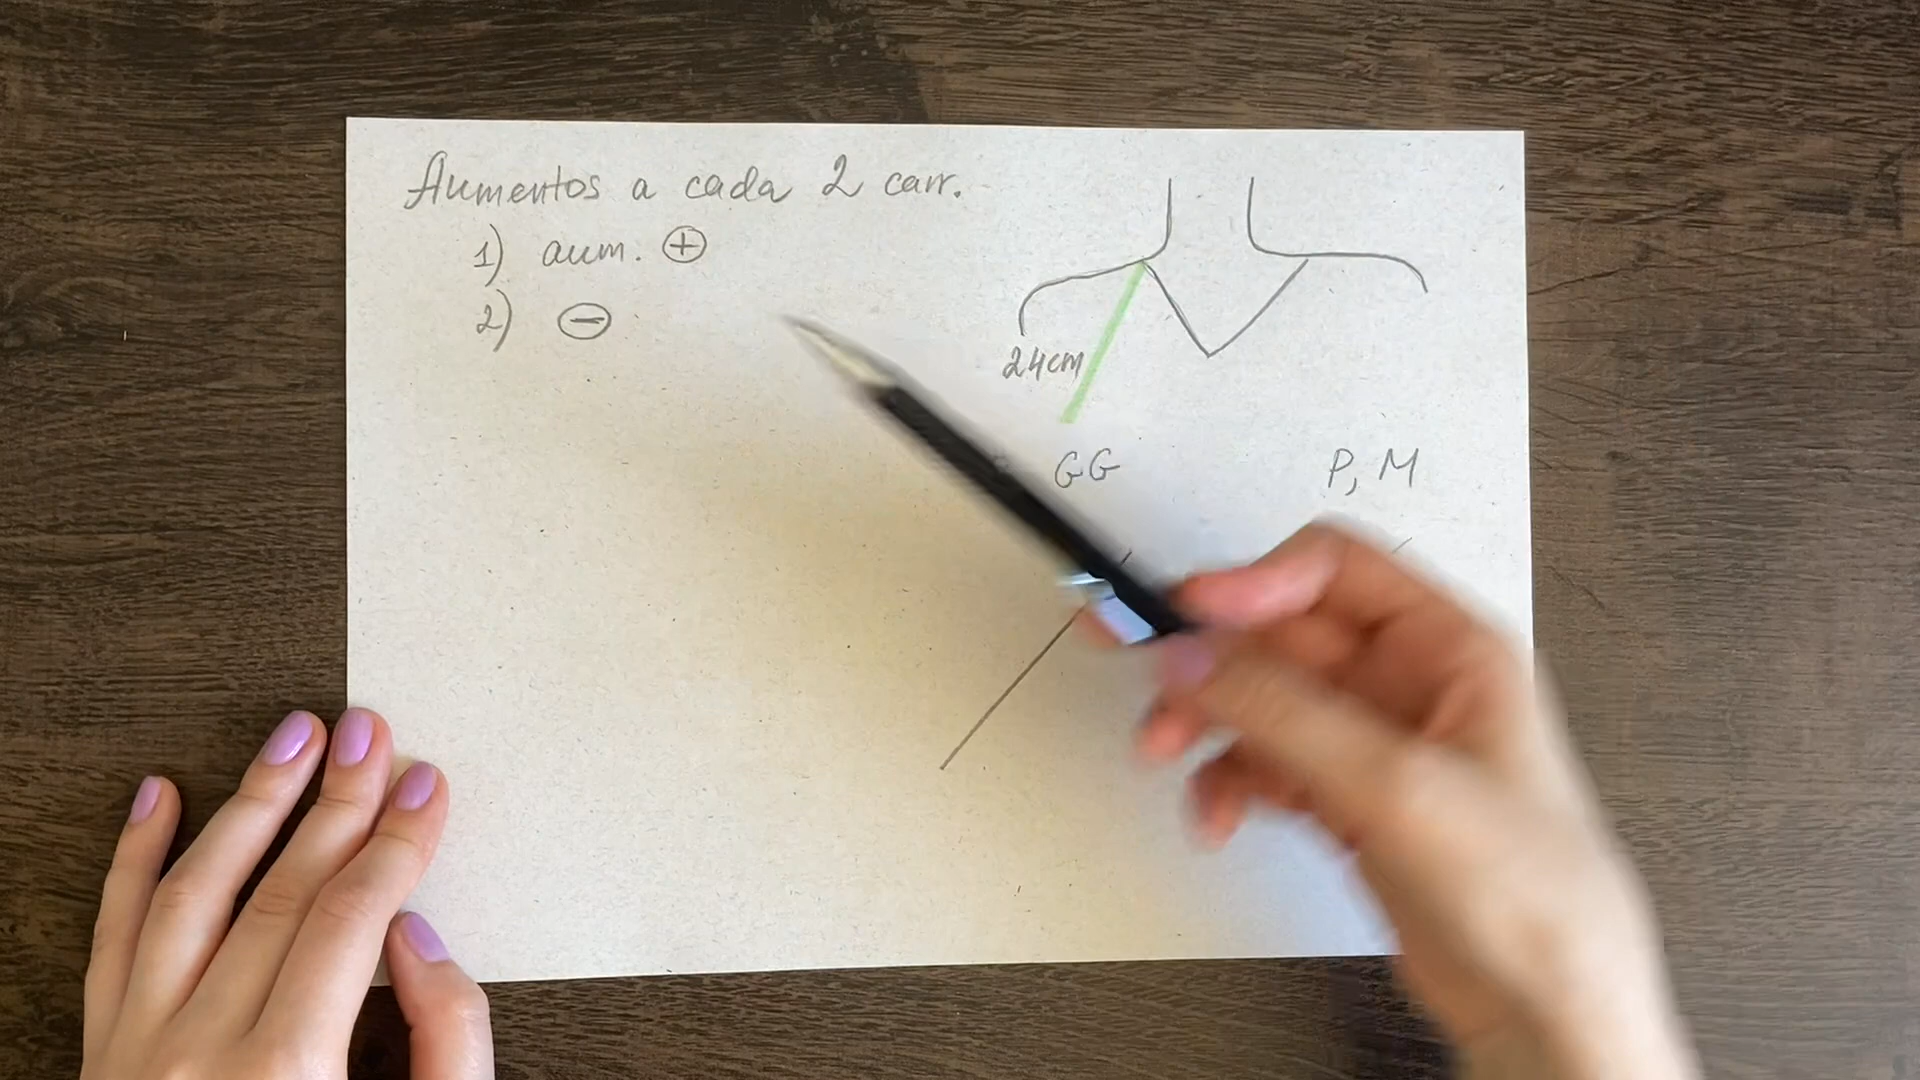 Aumentos a cada 2 carr.
1) aum. ⊕
2) ⊖
24cm
GG
P, M